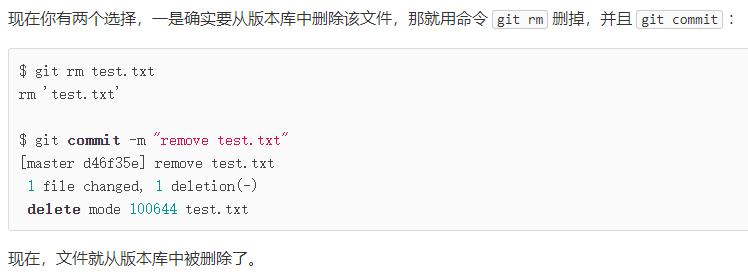 现在你有两个选择，一是确实要从版本库中删除该文件，那就用命令 git rm 删掉，并且 git commit：
$ git rm test.txt
rm 'test.txt'
$ git commit -m "remove test.txt"
[master d46f35e] remove test.txt
 1 file changed, 1 deletion(-)
 delete mode 100644 test.txt
现在，文件就从版本库中被删除了。